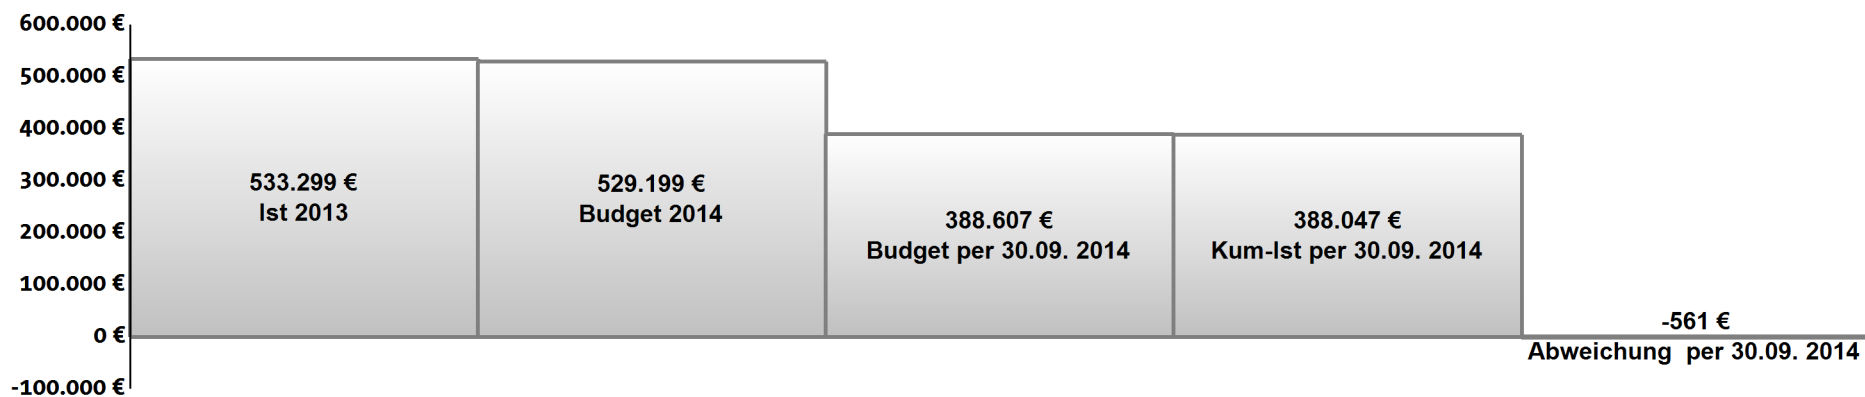 600.000 €
500.000 €
400.000 €
300.000 €
200.000 €
100.000 €
0 €
-100.000 €
533.299 €
Ist 2013
529.199 €
Budget 2014
388.607 €
Budget per 30.09. 2014
388.047 €
Kum-Ist per 30.09. 2014
-561 €
Abweichung  per 30.09. 2014